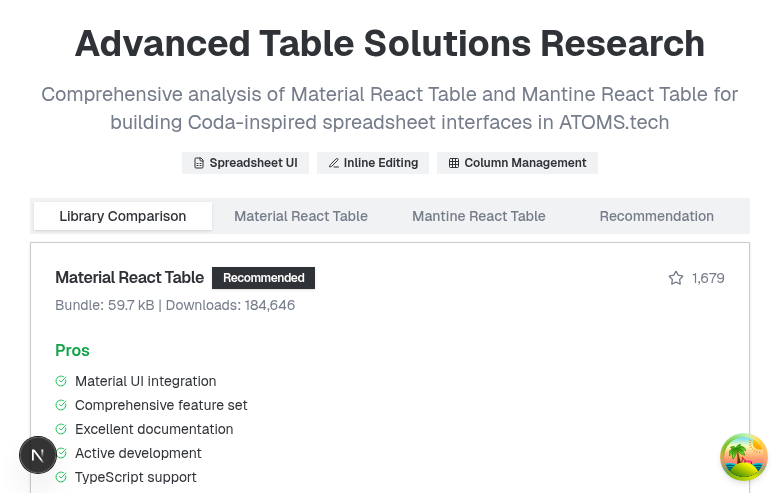 Advanced Table Solutions Research
Comprehensive analysis of Material React Table and Mantine React Table for
building Coda-inspired spreadsheet interfaces in ATOMS.tech
Spreadsheet UI Inline Editing Column Management
Library Comparison Material React Table Mantine React Table Recommendation
Material React Table Recommended 1,679
Bundle: 59.7 kB | Downloads: 184,646
Pros
Material UI integration
Comprehensive feature set
Excellent documentation
N Active development
TypeScript support